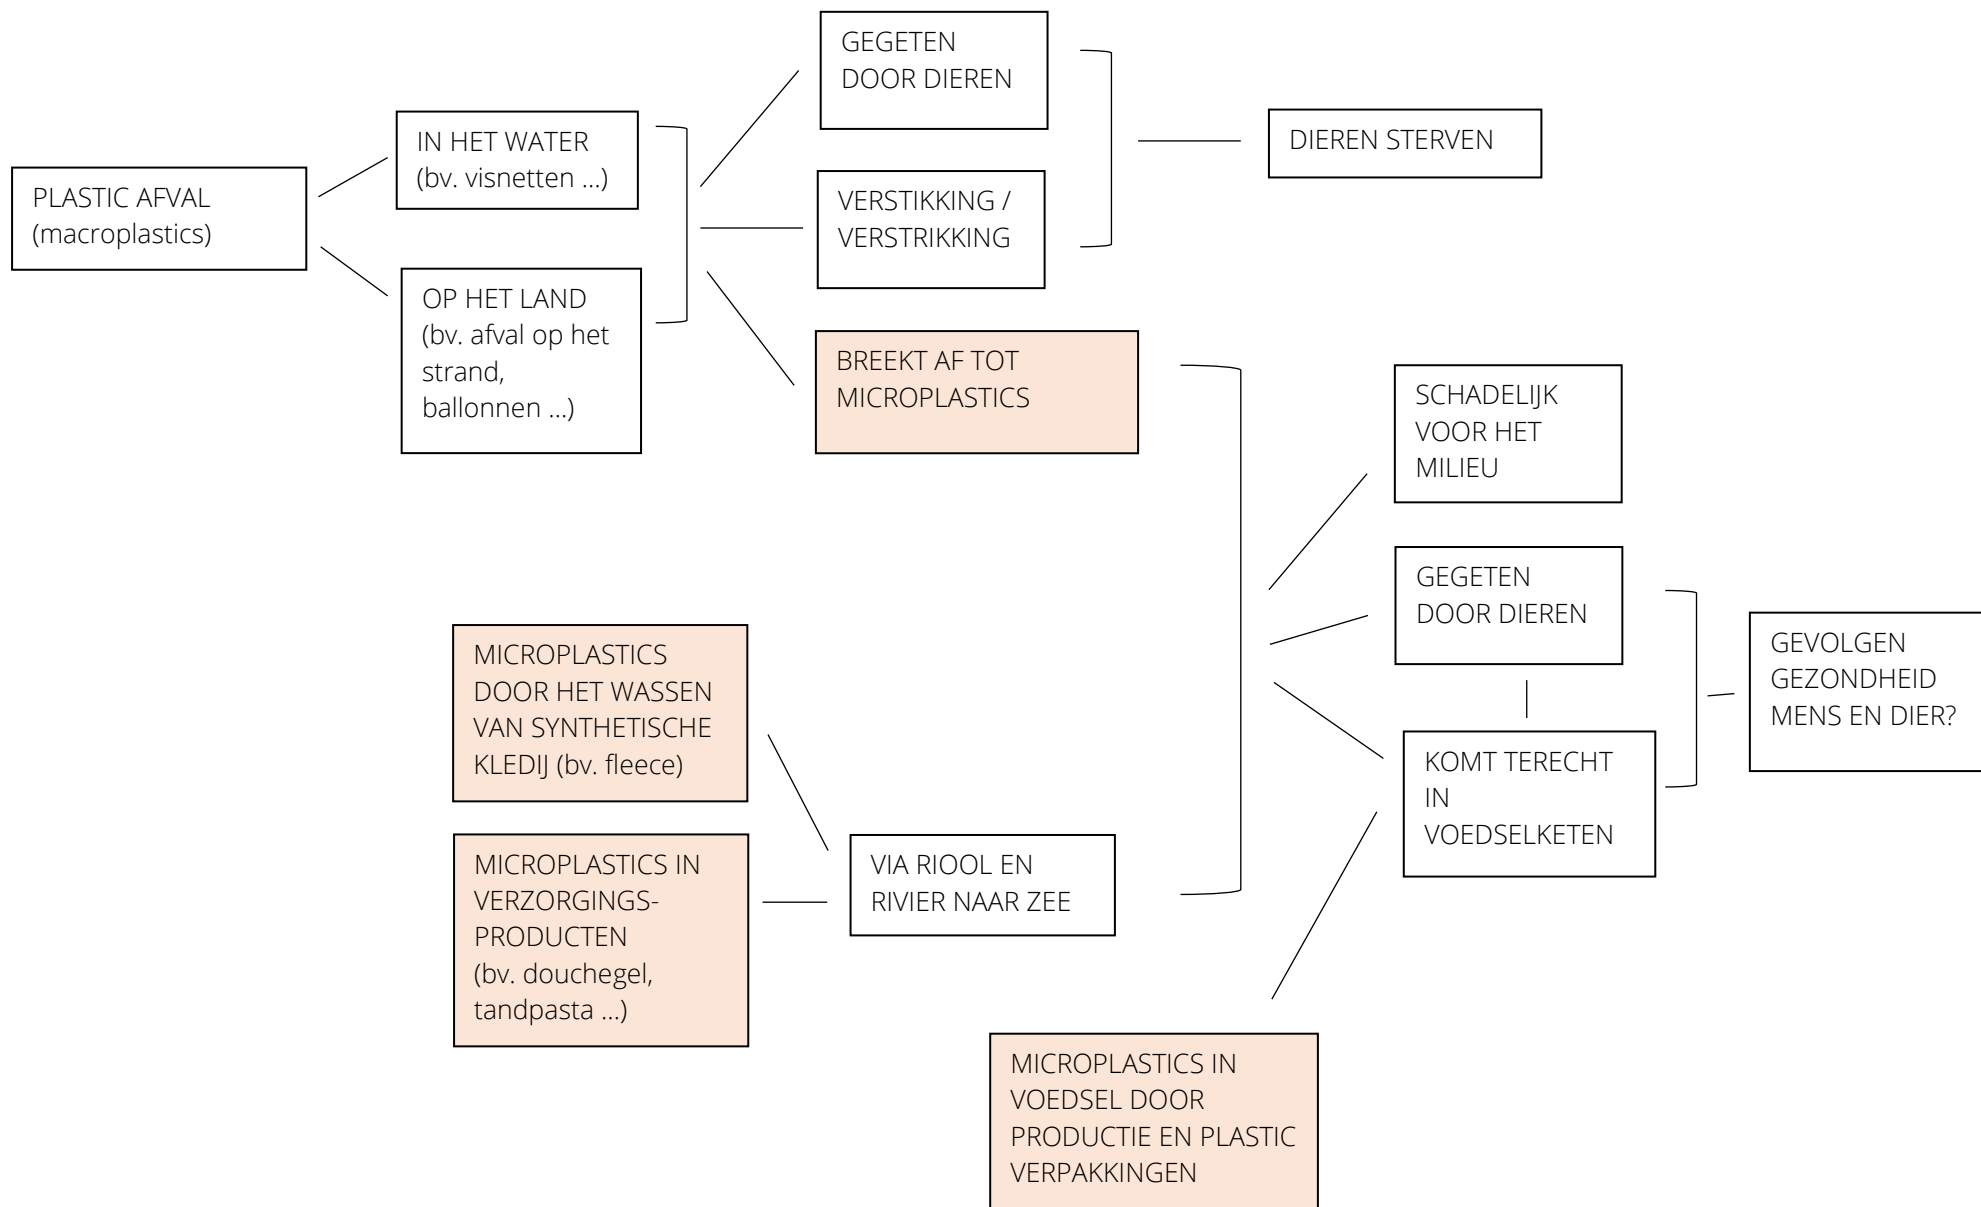 PLASTIC AFVAL
(macroplastics)
IN HET WATER
(bv. visnetten ...)
OP HET LAND
(bv. afval op het
strand,
ballonnen ...)
GEGETEN
DOOR DIEREN
VERSTIKKING /
VERSTRIKKING
BREEKT AF TOT
MICROPLASTICS
DIEREN STERVEN
MICROPLASTICS
DOOR HET WASSEN
VAN SYNTHETISCHE
KLEDIJ (bv. fleece)
MICROPLASTICS IN
VERZORGINGS-
PRODUCTEN
(bv. douchegel,
tandpasta ...)
VIA RIOOL EN
RIVIER NAAR ZEE
MICROPLASTICS IN
VOEDSEL DOOR
PRODUCTIE EN PLASTIC
VERPAKKINGEN
SCHADELIJK
VOOR HET
MILIEU
GEGETEN
DOOR DIEREN
KOMT TERECHT
IN
VOEDSELKETEN
GEVOLGEN
GEZONDHEID
MENS EN DIER?